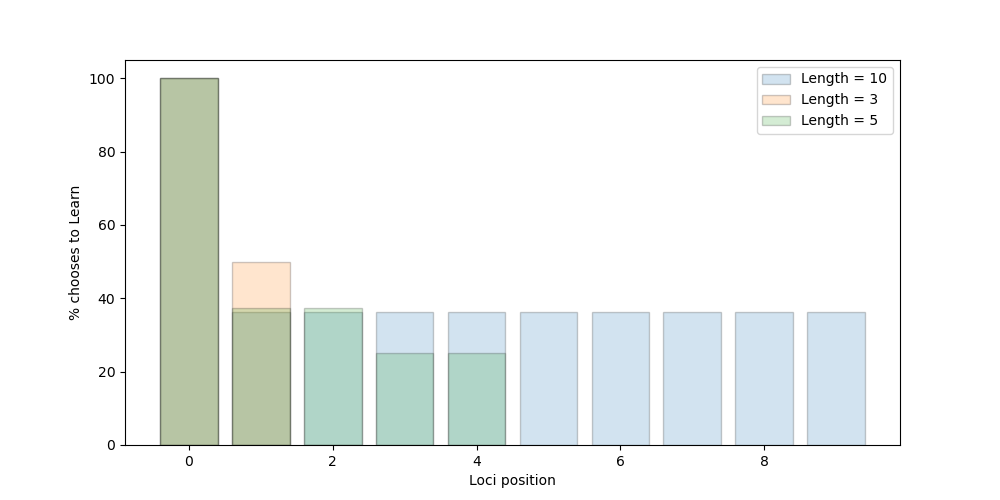 Length = 10
Length = 3
Length = 5
100
80
60
40
20
0
% chooses to Learn
0 2 4 6 8
Loci position